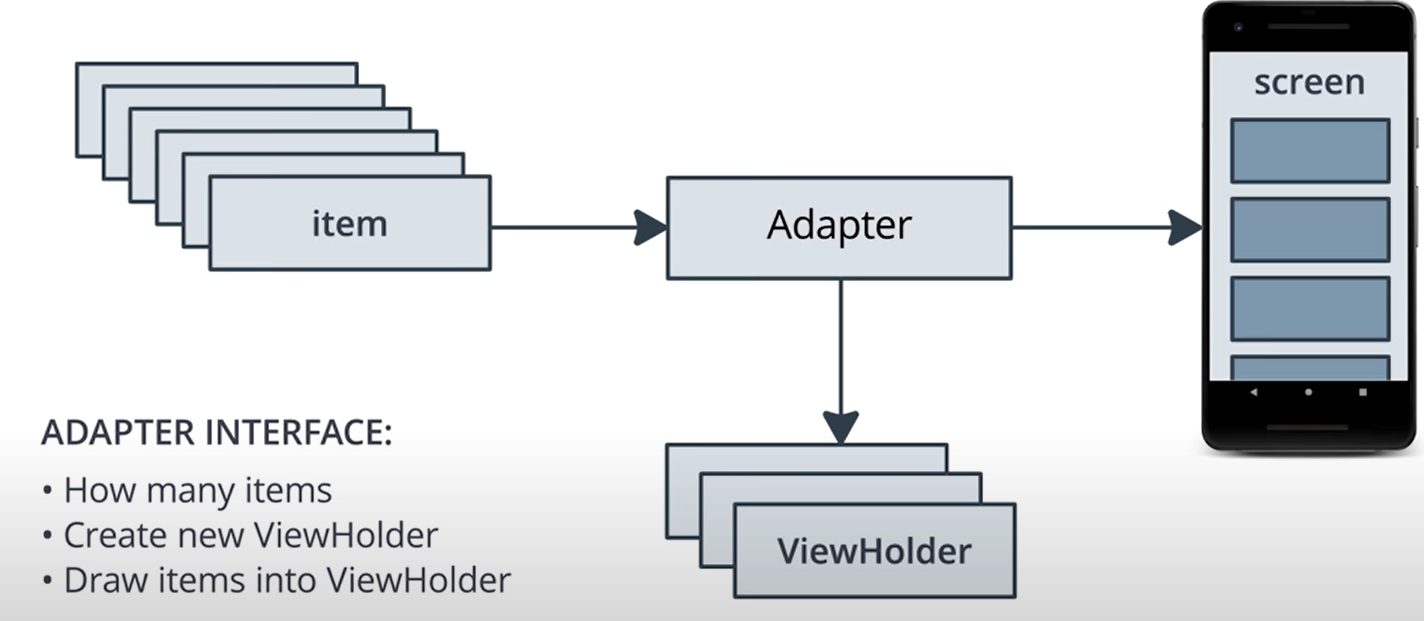 screen
item
Adapter
ADAPTER INTERFACE:
• How many items
• Create new ViewHolder
• Draw items into ViewHolder
ViewHolder